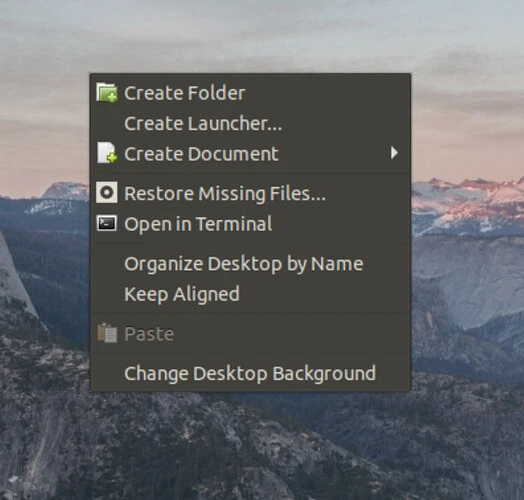 Create Folder
Create Launcher...
Create Document
Restore Missing Files...
Open in Terminal
Organize Desktop by Name
Keep Aligned
Paste
Change Desktop Background